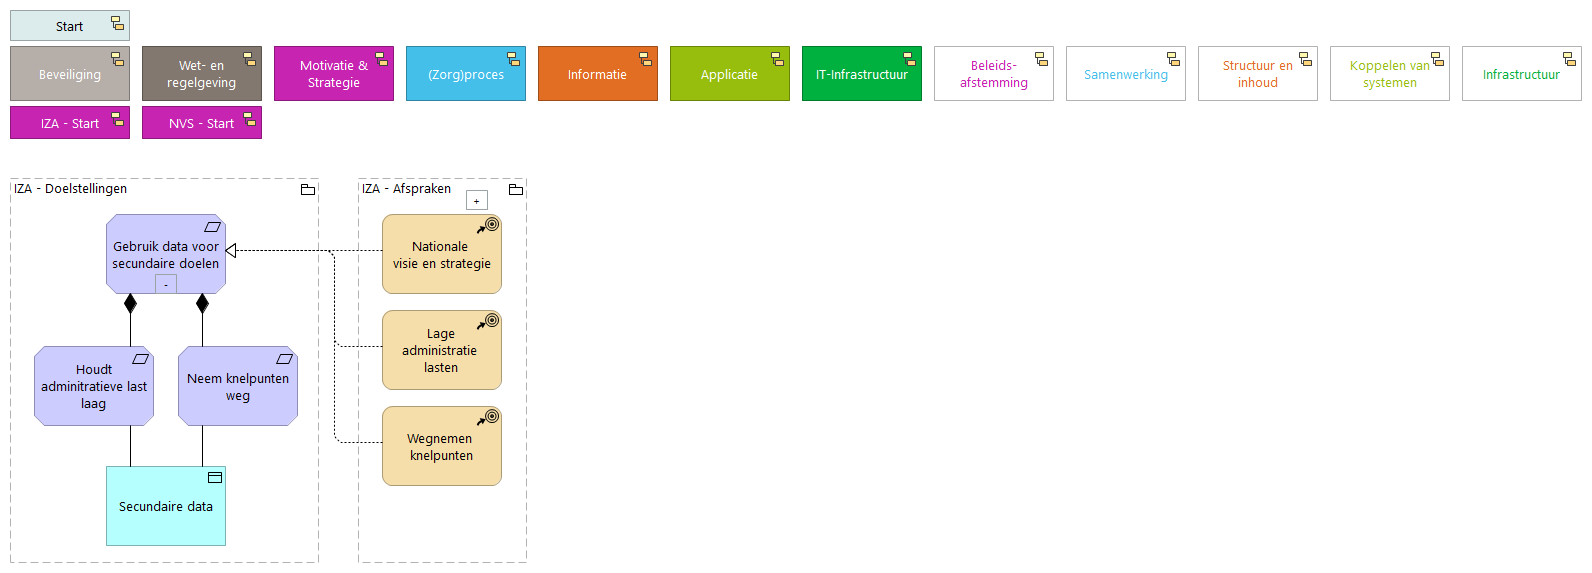 Start
Beveiliging
Wet- en
regelgeving
Motivatie &
Strategie
(Zorg)proces
Informatie
Applicatie
IT-Infrastructuur
Beleids-
afstemming
Samenwerking
Structuur en
inhoud
Koppelen van
systemen
Infrastructuur
IZA - Start
NVS - Start
IZA - Doelstellingen
Gebruik data voor
secundaire doelen
-
Houdt
adminitratieve last
laag
Neem knelpunten
weg
Secundaire data
IZA - Afspraken
+
Nationale
visie en strategie
Lage
administratie
lasten
Wegnemen
knelpunten